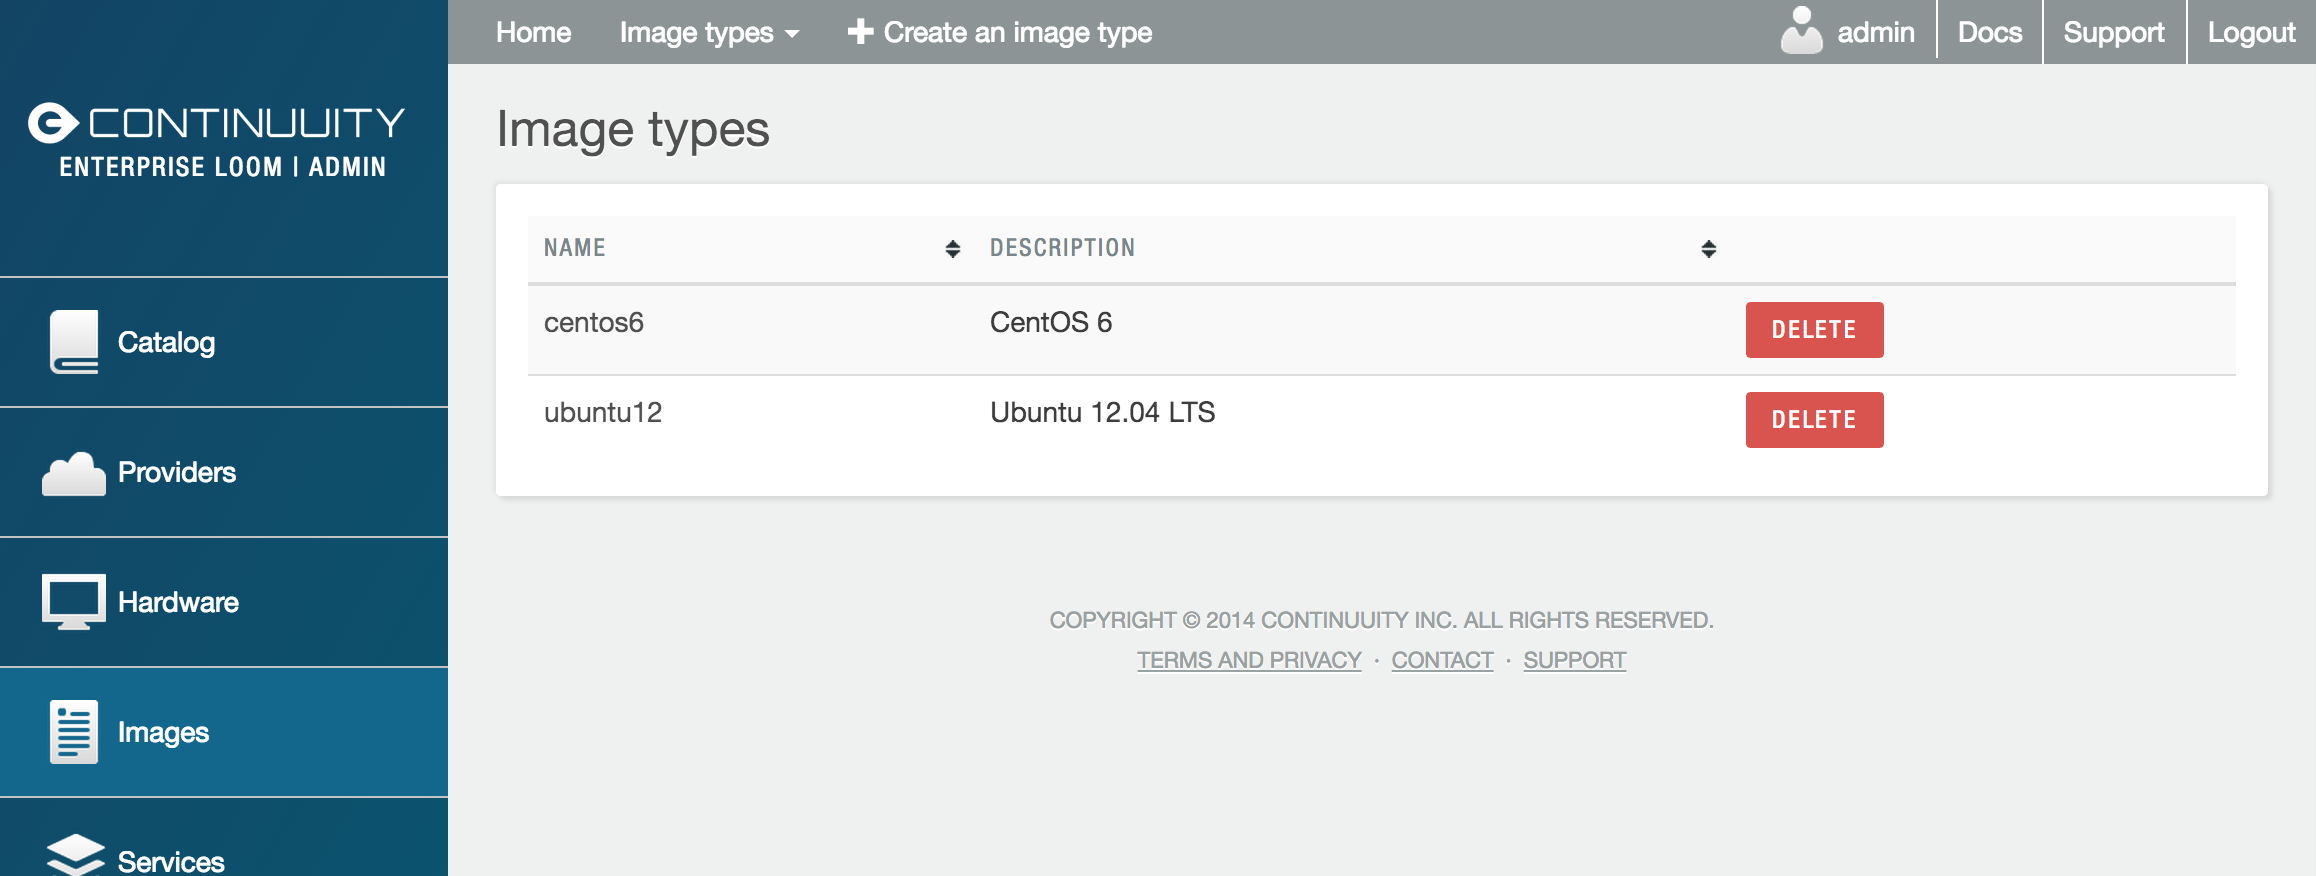 Home Image types Create an image type admin Docs Support Logout
CONTINUUITY
ENTERPRISE LOOM | ADMIN
Catalog
Providers
Hardware
Images
Services
Image types
NAME DESCRIPTION
centos6 CentOS 6 DELETE
ubuntu12 Ubuntu 12.04 LTS DELETE
COPYRIGHT © 2014 CONTINUUITY INC. ALL RIGHTS RESERVED.
TERMS AND PRIVACY · CONTACT · SUPPORT